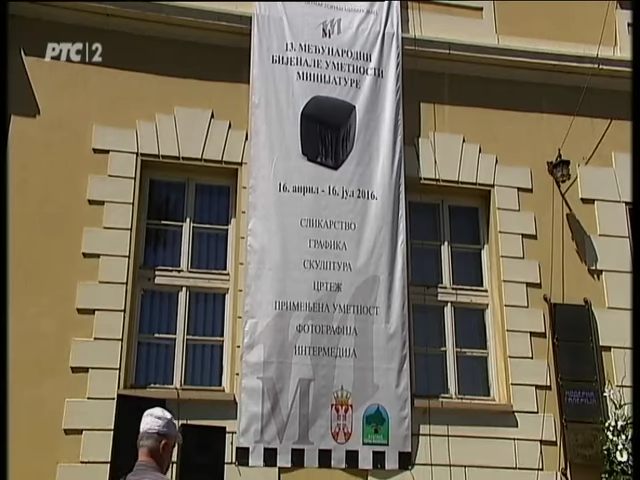 РТС 2
13. МЕЂУНАРОДНИ
БИЈЕНАЛЕ УМЕТНОСТИ
МИНИЈАТУРЕ
16. април - 16. јул 2016.
СЛИКАРСТВО
ГРАФИКА
СКУЛПТУРА
ЦРТЕЖ
ПРИМЕЊЕНА УМЕТНОСТ
ФОТОГРАФИЈА
ИНТЕРМЕДИЈА
М
МОДЕРНА
ГАЛЕРИЈА